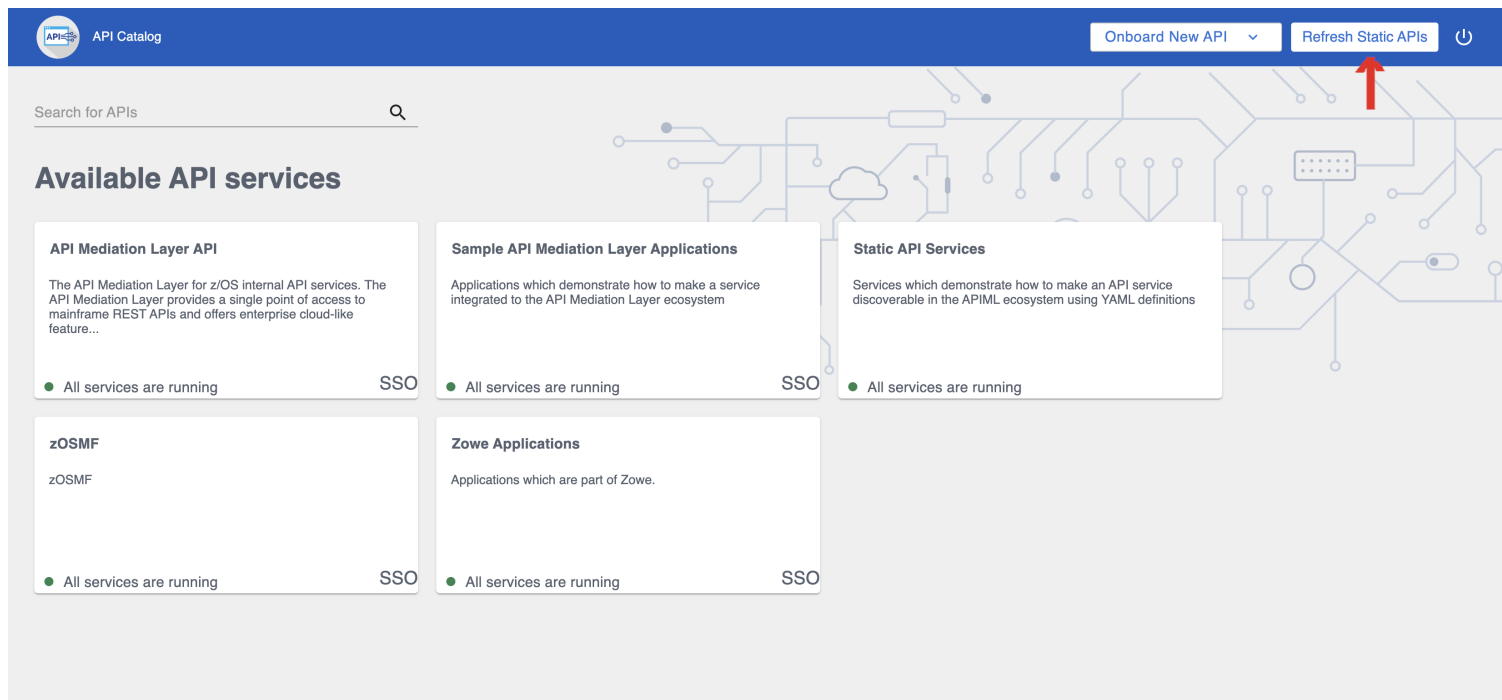 API
API Catalog
Onboard New API
Refresh Static APIs
Search for APIs
Available API services
API Mediation Layer API
The API Mediation Layer for z/OS internal API services. The
API Mediation Layer provides a single point of access to
mainframe REST APIs and offers enterprise cloud-like
feature...
All services are running
SSO
Sample API Mediation Layer Applications
Applications which demonstrate how to make a service
integrated to the API Mediation Layer ecosystem
All services are running
SSO
Static API Services
Services which demonstrate how to make an API service
discoverable in the APIML ecosystem using YAML definitions
All services are running
zOSMF
zOSMF
All services are running
SSO
Zowe Applications
Applications which are part of Zowe.
All services are running
SSO